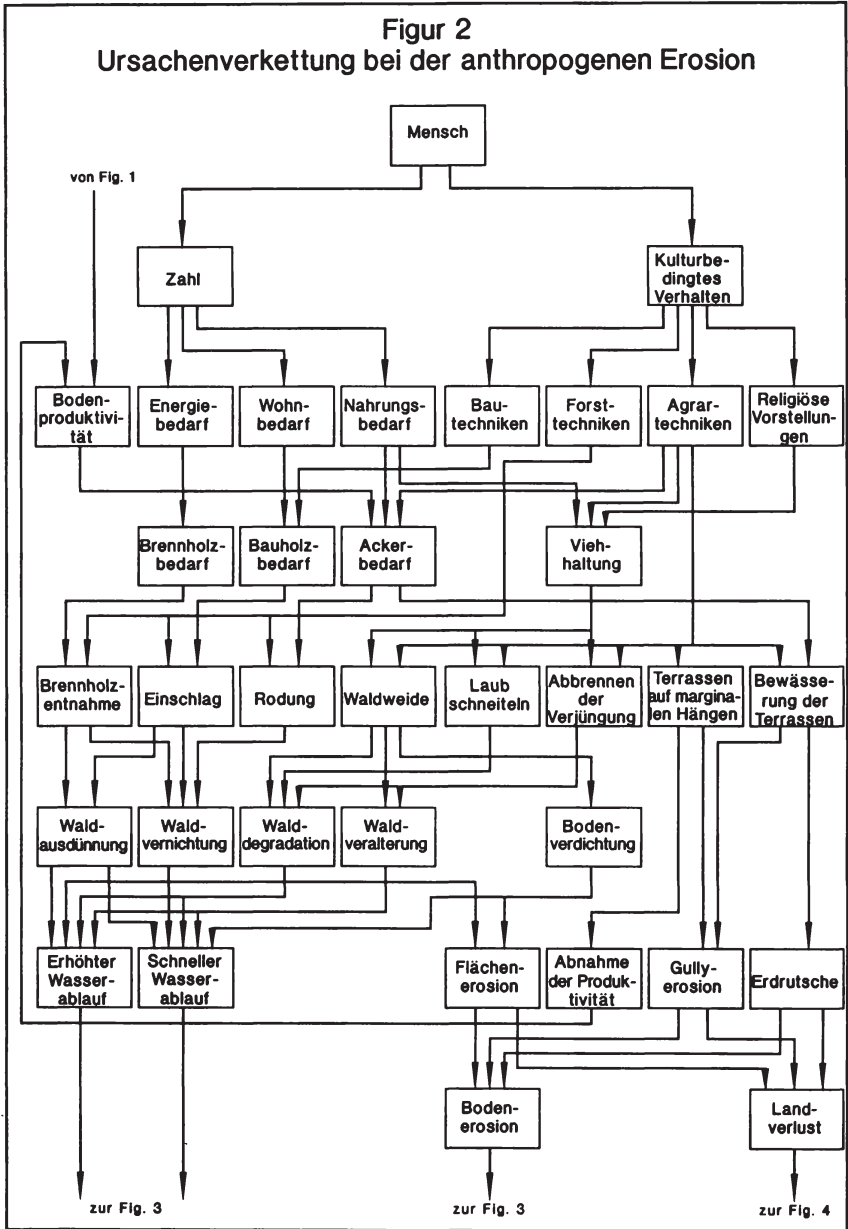 Figur 2
Ursachenverkettung bei der anthropogenen Erosion
Mensch
von Fig. 1
Zahl
Kulturbe-
dingtes
Verhalten
Boden-
produktivi-
tät
Energie-
bedarf
Wohn-
bedarf
Nahrungs-
bedarf
Bau-
techniken
Forst-
techniken
Agrar-
techniken
Religiöse
Vorstellun-
gen
Brennholz-
bedarf
Bauholz-
bedarf
Acker-
bedarf
Vieh-
haltung
Brennholz-
entnahme
Einschlag
Rodung
Waldweide
Laub
schneiteln
Abbrennen
der
Verjüngung
Terrassen
auf margina-
len Hängen
Bewässe-
rung der
Terrassen
Wald-
ausdünnung
Wald-
vernichtung
Wald-
degradation
Wald-
veralterung
Boden-
verdichtung
Erhöhter
Wasser-
ablauf
Schneller
Wasser-
ablauf
Flächen-
erosion
Abnahme
der Produk-
tivität
Gully-
erosion
Erdrutsche
Boden-
erosion
Land-
verlust
zur Fig. 3
zur Fig. 3
zur Fig. 4